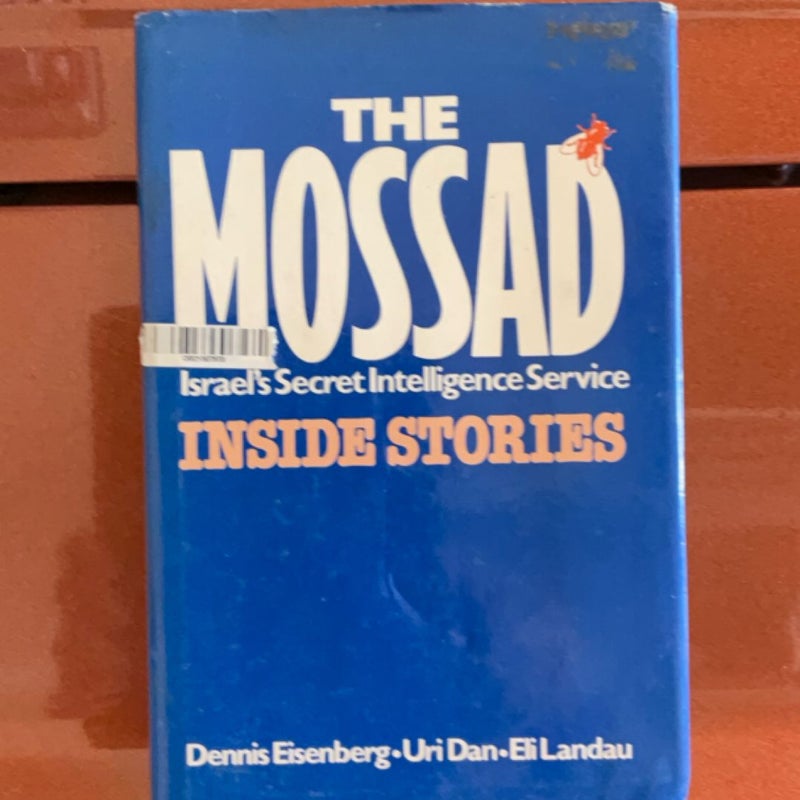 THE
MOSSAD
Israel's Secret Intelligence Service
INSIDE STORIES
Dennis Eisenberg•Uri Dan•Eli Landau